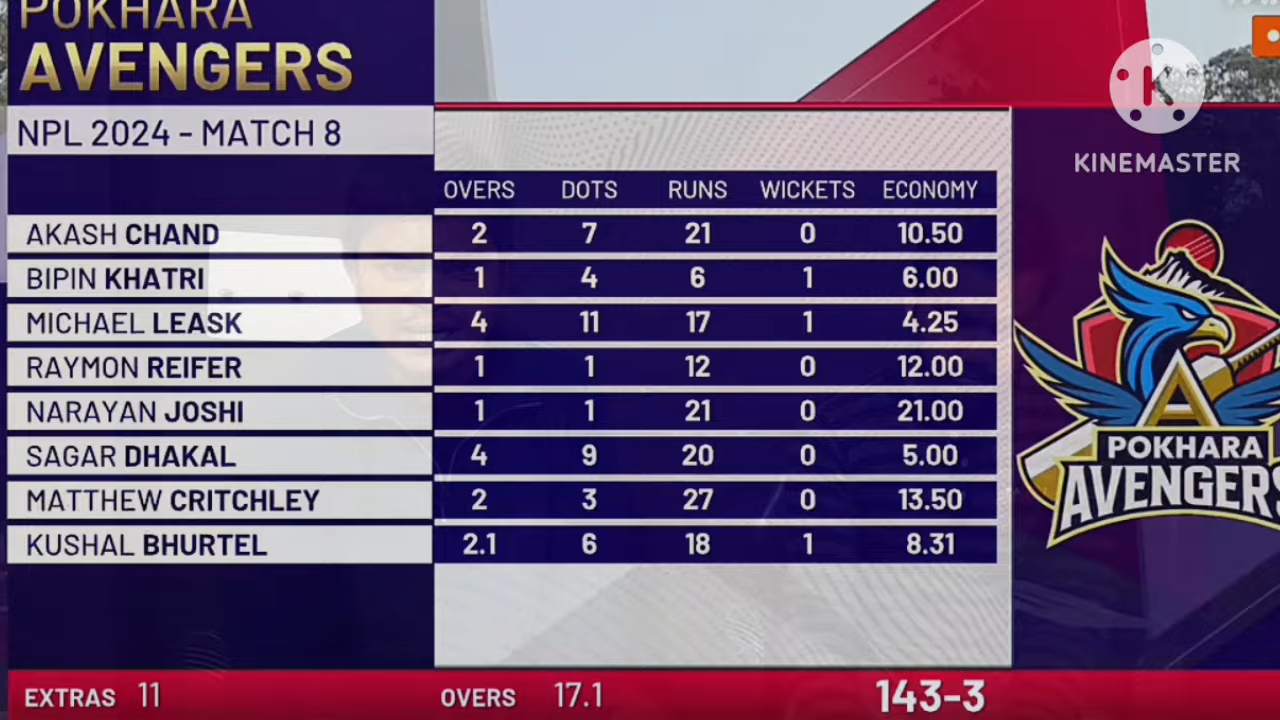 POKHARA
AVENGERS
NPL 2024 - MATCH 8
KINEMASTER
OVERS DOTS RUNS WICKETS ECONOMY
AKASH CHAND 2 7 21 0 10.50
BIPIN KHATRI 1 4 6 1 6.00
MICHAEL LEASK 4 11 17 1 4.25
RAYMON REIFER 1 1 12 0 12.00
NARAYAN JOSHI 1 1 21 0 21.00
SAGAR DHAKAL 4 9 20 0 5.00
MATTHEW CRITCHLEY 2 3 27 0 13.50
KUSHAL BHURTEL 2.1 6 18 1 8.31
POKHARA
AVENGERS
EXTRAS 11 OVERS 17.1 143-3